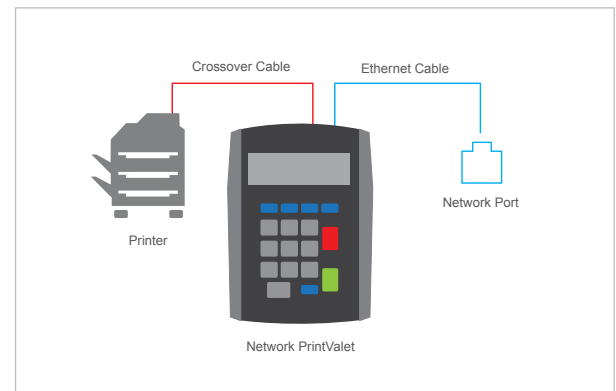 Crossover Cable
Ethernet Cable
Printer
Network Port
Network PrintValet